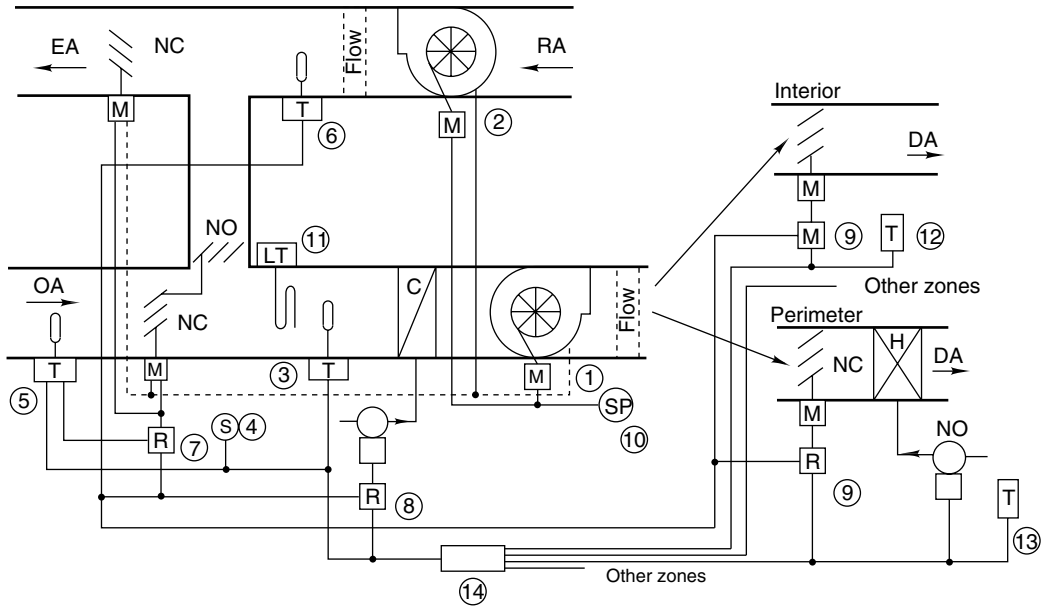 EA
NC
Flow
RA
M
T
6
M
2
Interior
DA
M
M
9
T
12
NO
11
LT
OA
NC
C
Flow
Other zones
Perimeter
NC
H
DA
T
5
M
3
T
M
1
SP
10
M
S
4
R
7
R
8
R
9
NO
T
13
14
Other zones